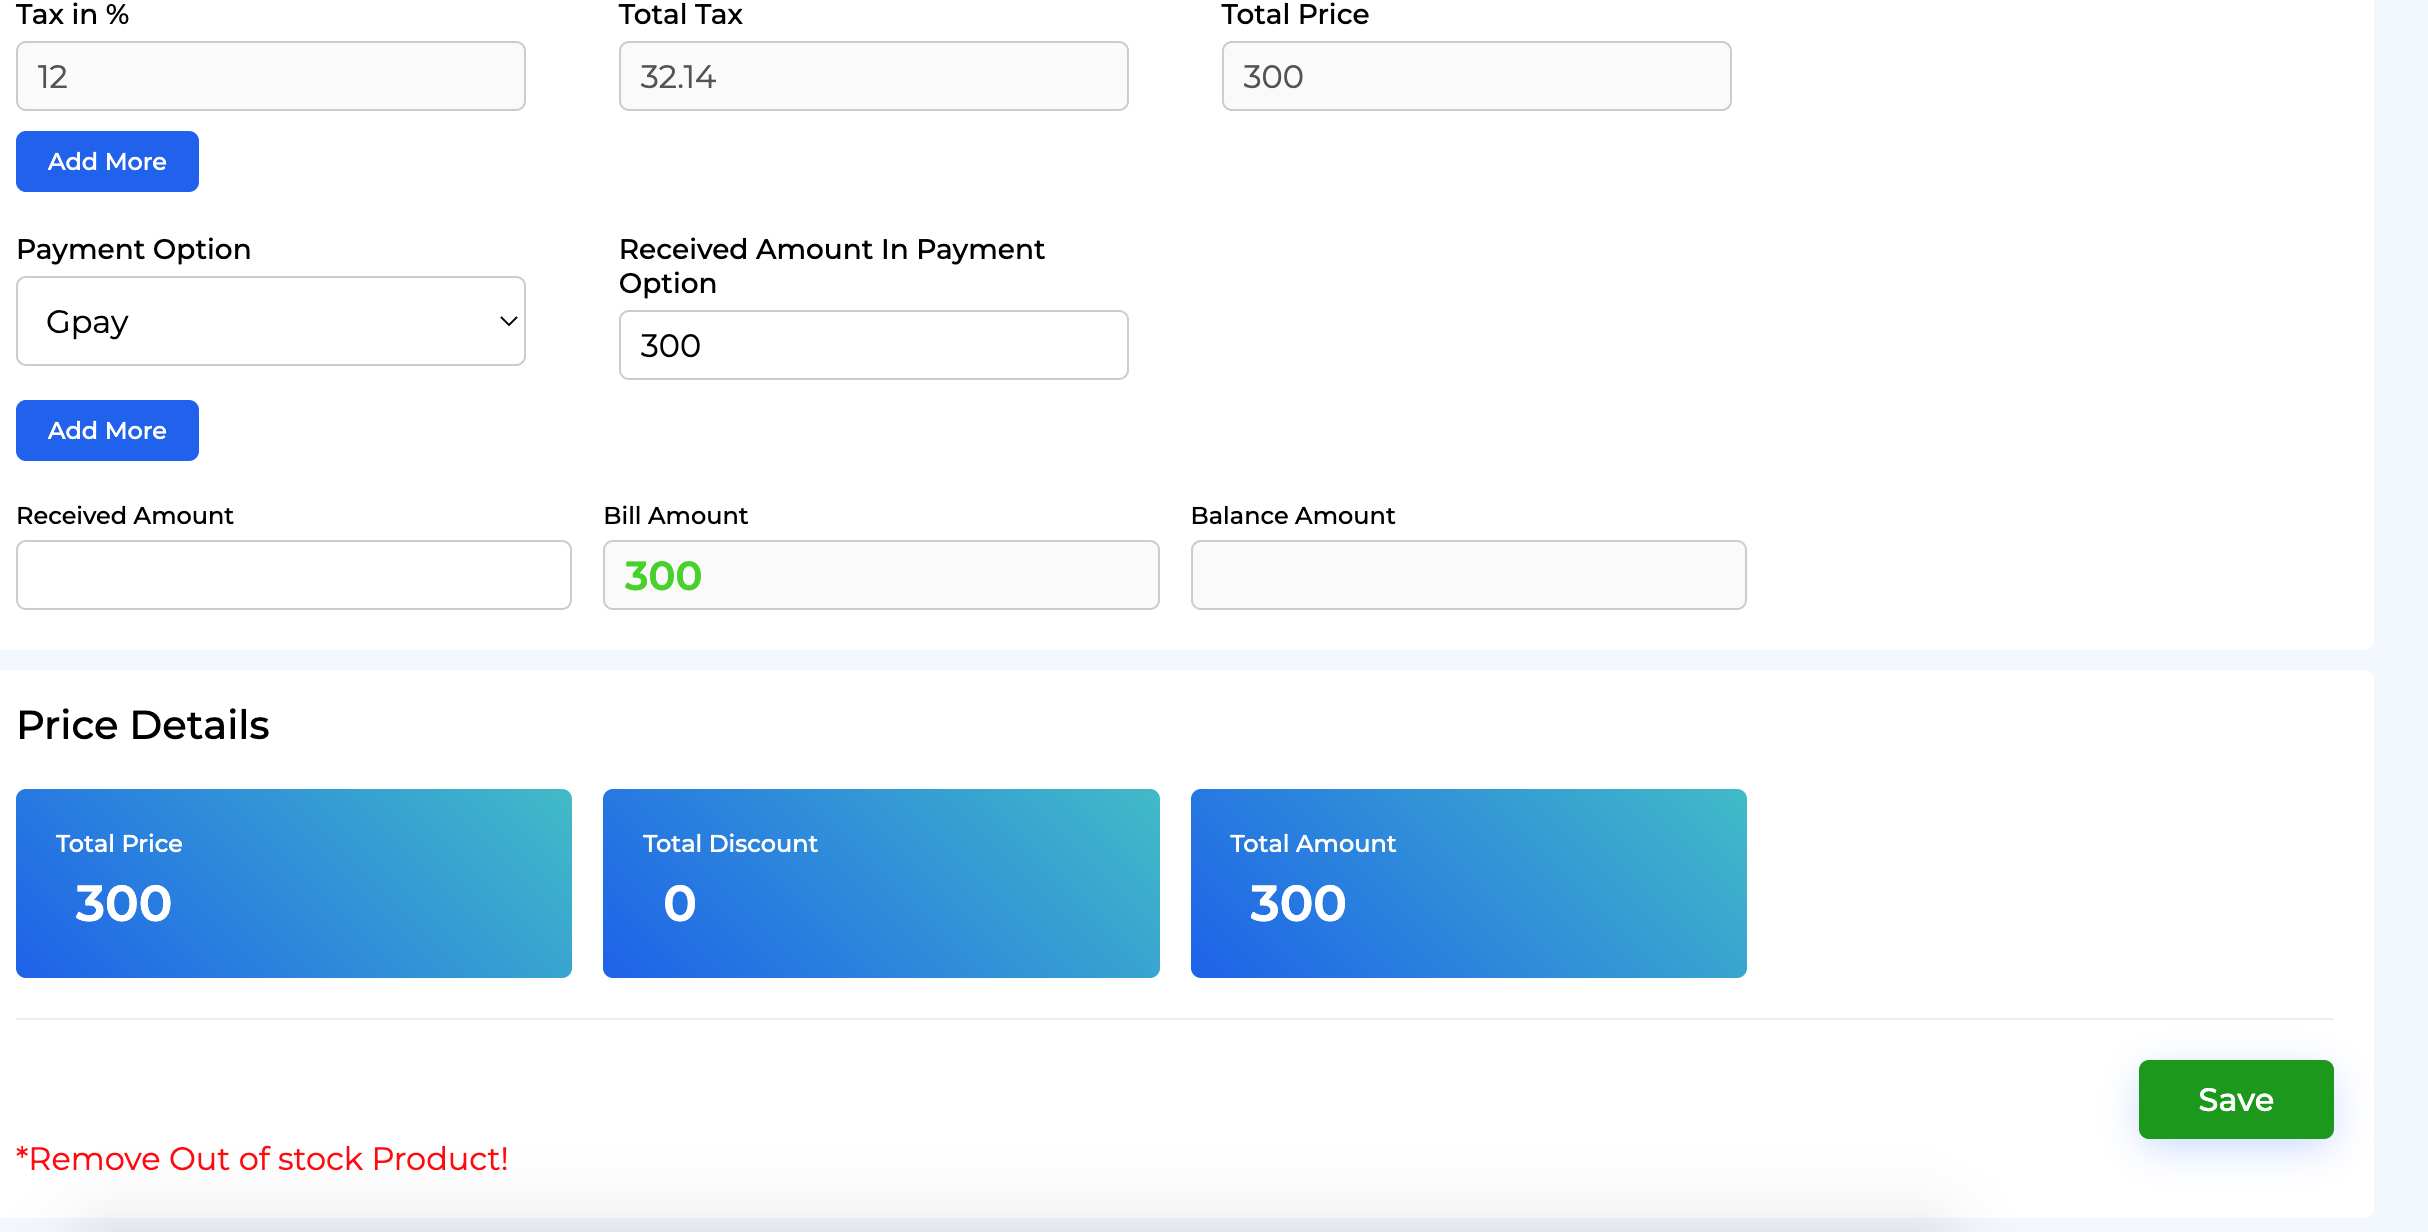 Tax in %
Total Tax
Total Price
12
32.14
300
Add More
Payment Option
Received Amount In Payment
Option
Gpay
300
Add More
Received Amount
Bill Amount
Balance Amount
300
Price Details
Total Price
Total Discount
Total Amount
300
0
300
Save
*Remove Out of stock Product!